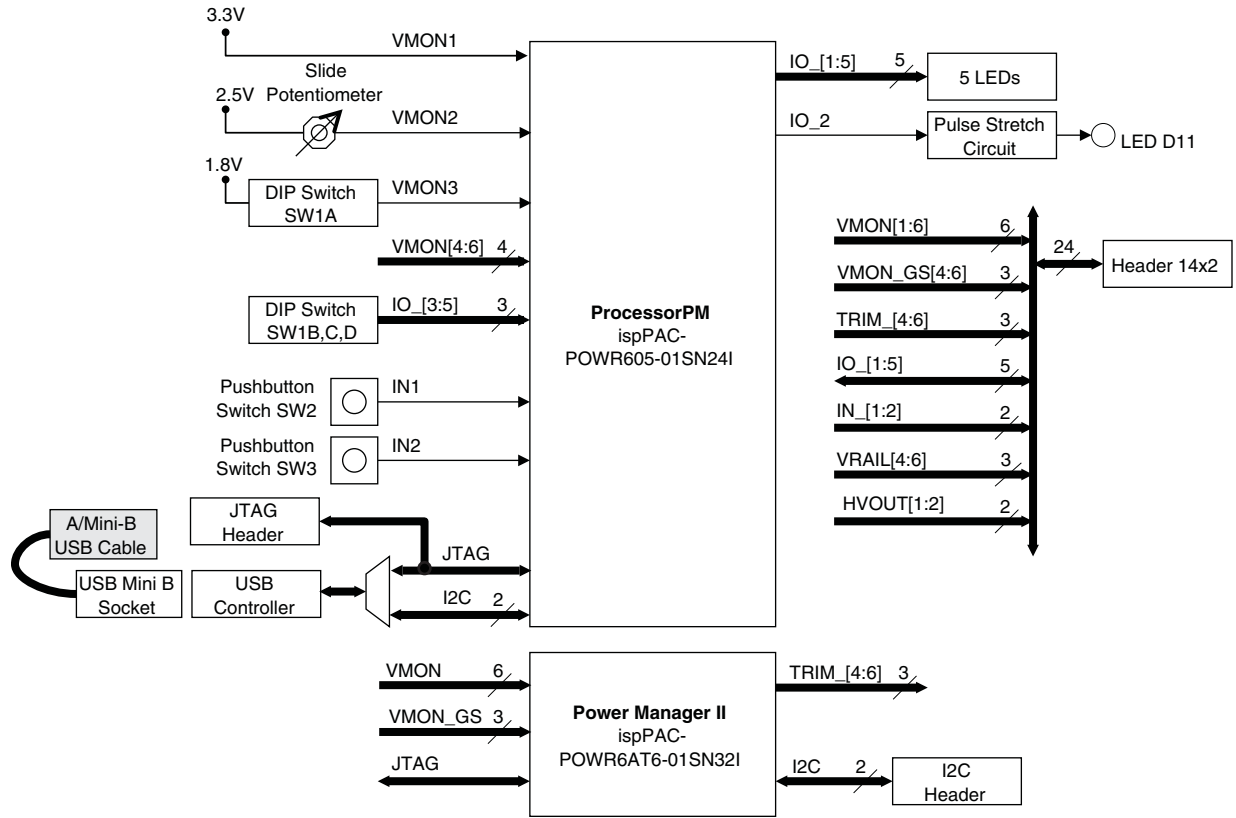 3.3V
VMON1
Slide
Potentiometer
2.5V
VMON2
1.8V
DIP Switch
SW1A
VMON3
VMON[4:6]
4
DIP Switch
SW1B,C,D
IO_[3:5]
3
Pushbutton
Switch SW2
IN1
Pushbutton
Switch SW3
IN2
JTAG
Header
A/Mini-B
USB Cable
USB Mini B
Socket
USB
Controller
JTAG
I2C
2
ProcessorPM
ispPAC-
POWR605-01SN24I
IO_[1:5]
5
5 LEDs
IO_2
Pulse Stretch
Circuit
LED D11
VMON[1:6]
6
VMON_GS[4:6]
3
TRIM_[4:6]
3
IO_[1:5]
5
IN_[1:2]
2
VRAIL[4:6]
3
HVOUT[1:2]
2
24
Header 14x2
VMON
6
VMON_GS
3
JTAG
Power Manager II
ispPAC-
POWR6AT6-01SN32I
TRIM_[4:6]
3
I2C
2
I2C
Header